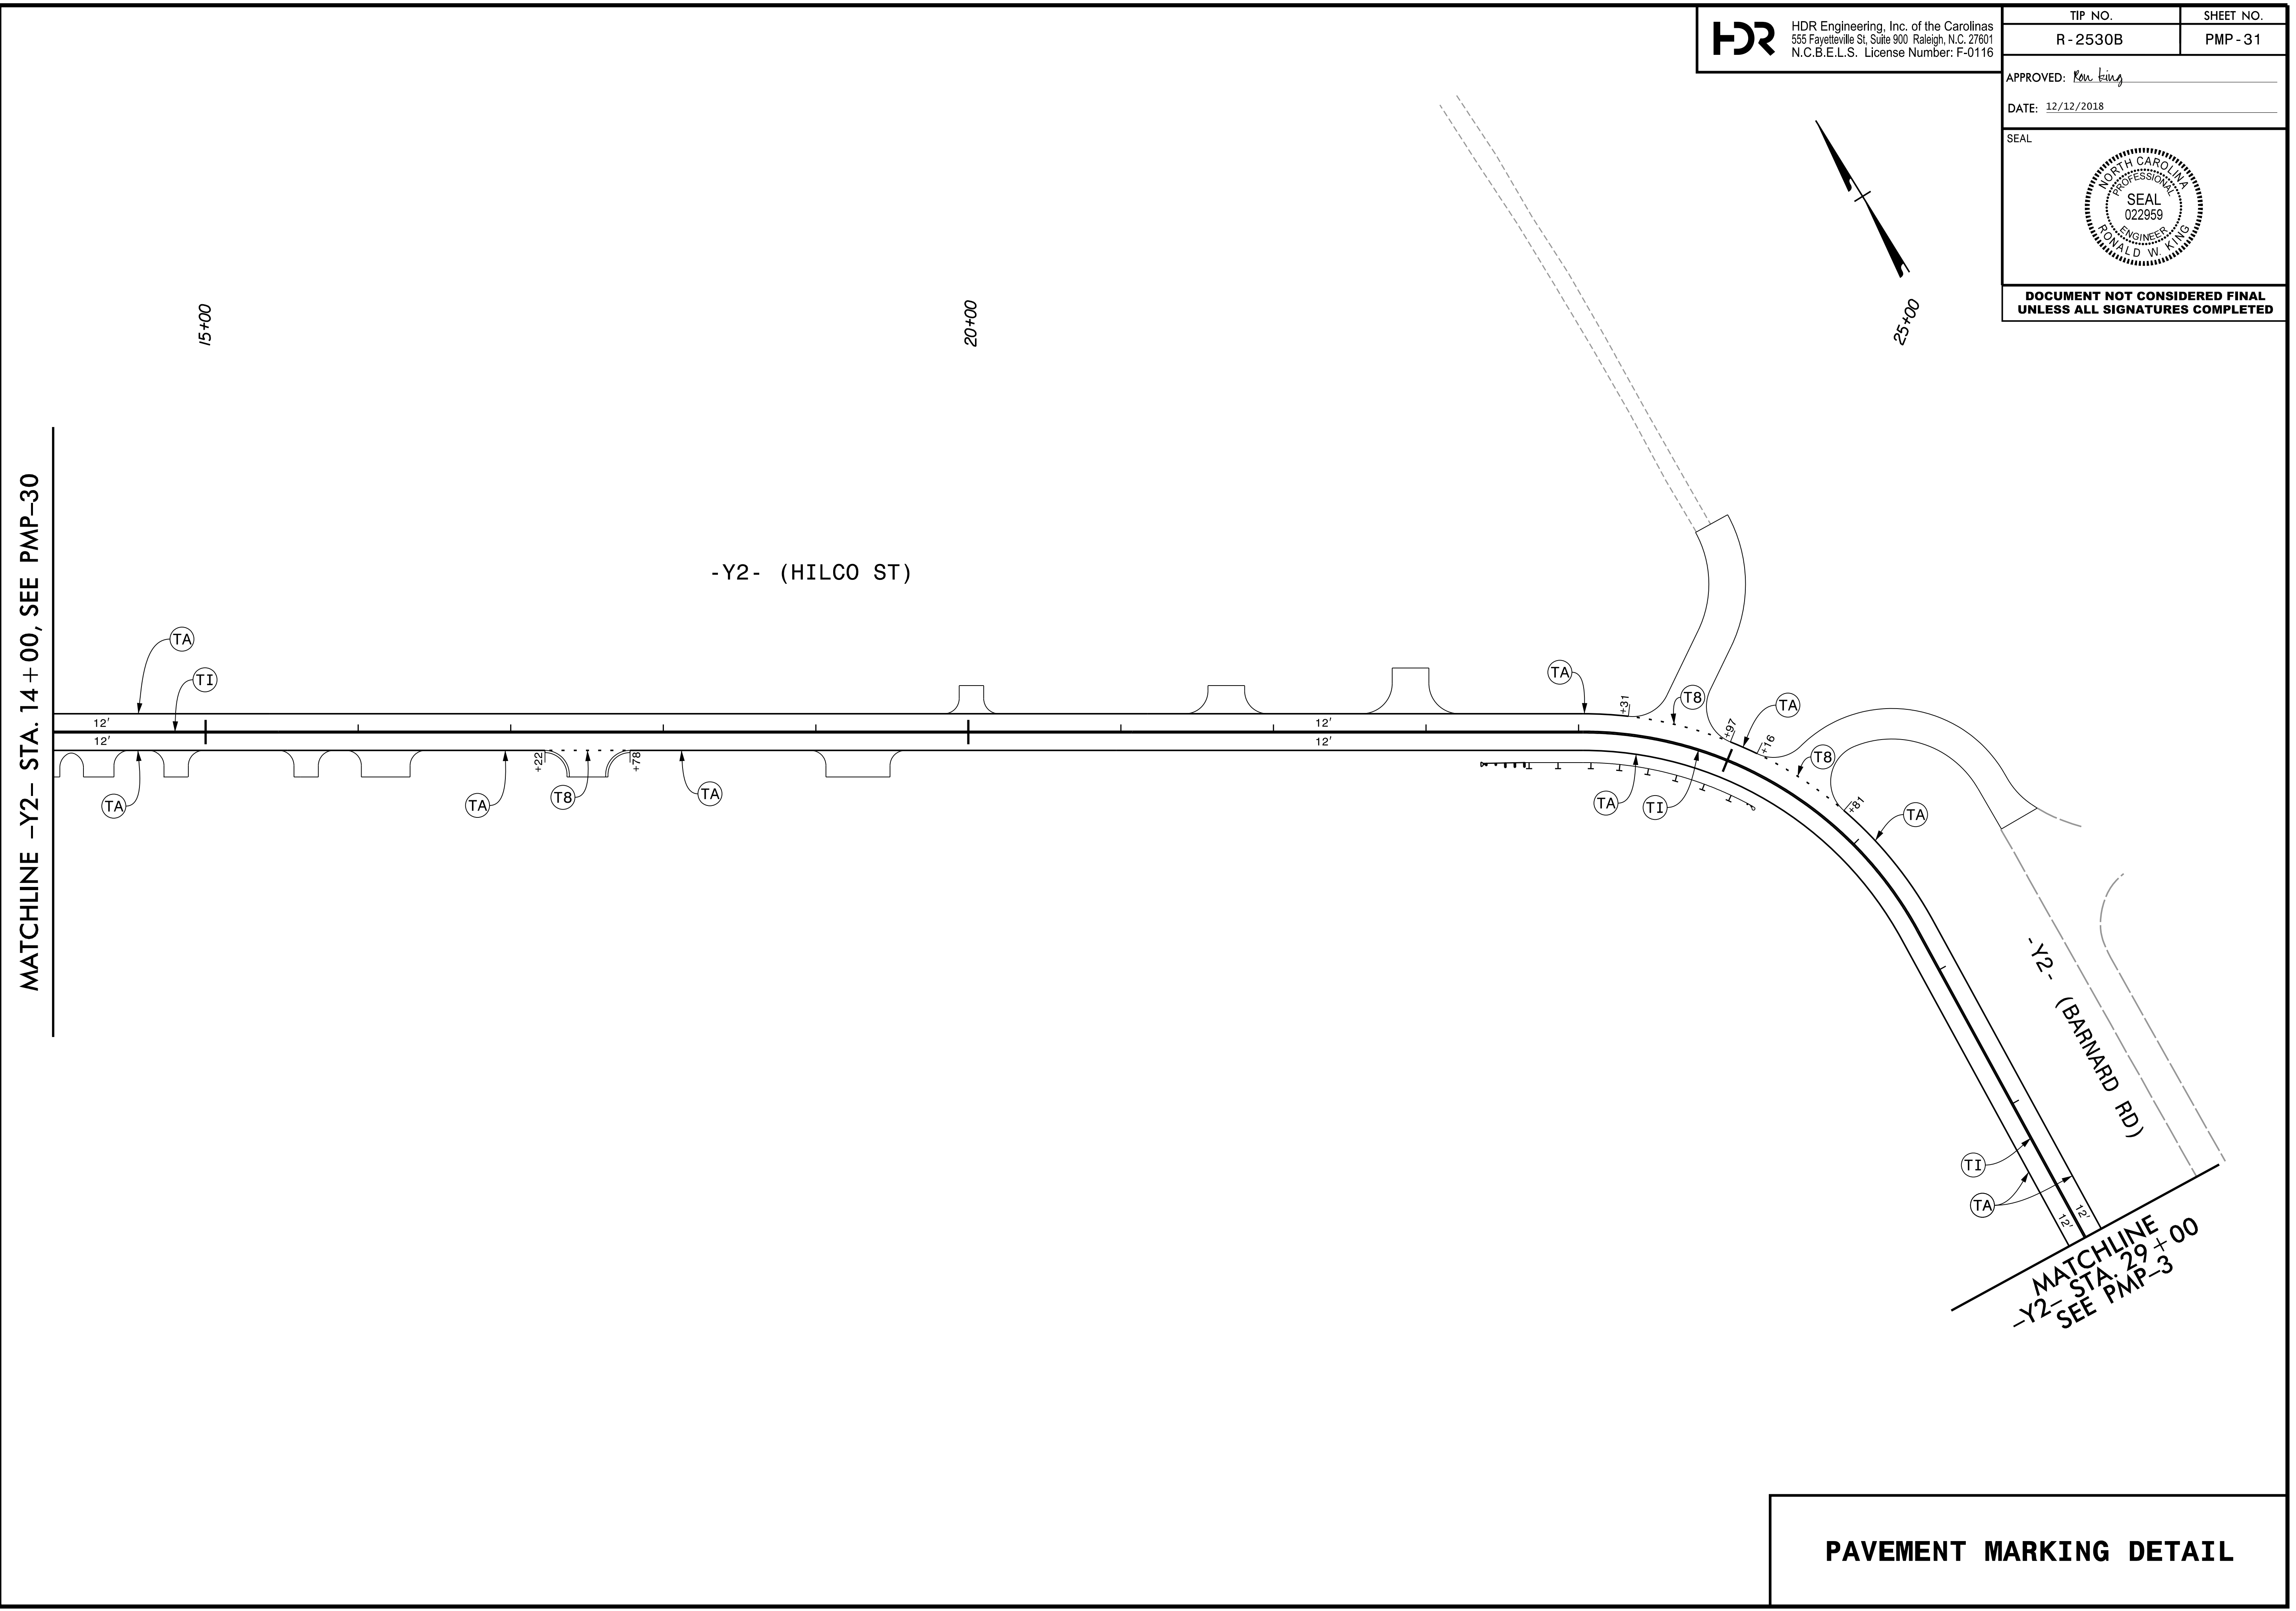 HDR
HDR Engineering, Inc. of the Carolinas
555 Fayetteville St, Suite 900 Raleigh, N.C. 27601
N.C.B.E.L.S. License Number: F-0116
TIP NO.
SHEET NO.
R-2530B
PMP-31
APPROVED: Ron King
DATE: 12/12/2018
SEAL
NORTH CAROLINA
PROFESSIONAL
SEAL
022959
ENGINEER
RONALD W. KING
DOCUMENT NOT CONSIDERED FINAL
UNLESS ALL SIGNATURES COMPLETED
15+00
20+00
25+00
MATCHLINE -Y2- STA. 14+00, SEE PMP-30
-Y2- (HILCO ST)
TA
TI
12'
12'
TA
TA
+22
T8
+78
TA
12'
12'
TA
+31
T8
+97
TA
+16
T8
+81
TA
TA
TI
-Y2- (BARNARD RD)
TI
TA
12'
12'
MATCHLINE
-Y2- STA. 29+00
SEE PMP-3
PAVEMENT MARKING DETAIL